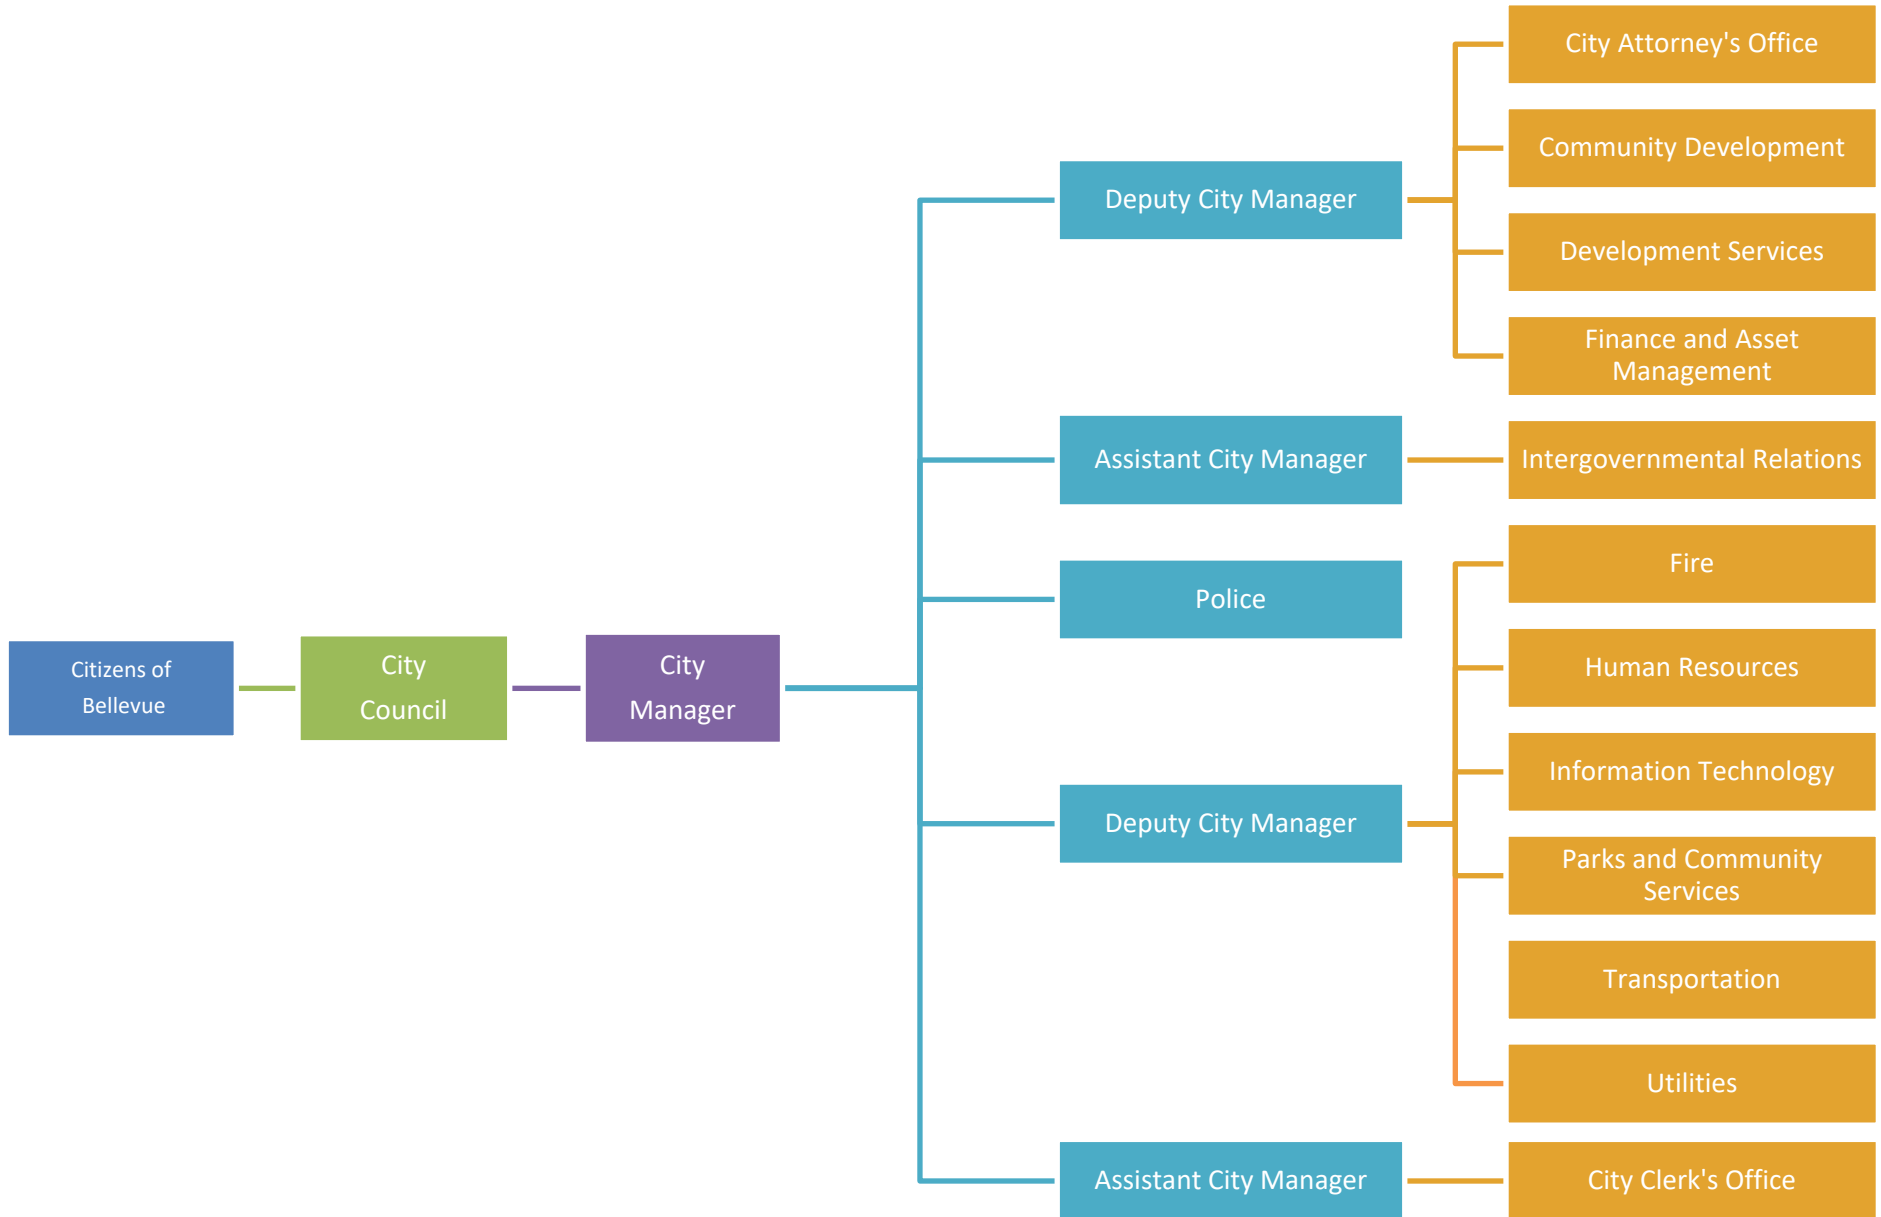 City Attorney's Office
Community Development
Deputy City Manager
Development Services
Finance and Asset
Management
Assistant City Manager
Intergovernmental Relations
Fire
Police
Citizens of
Bellevue
City
Council
City
Manager
Human Resources
Information Technology
Deputy City Manager
Parks and Community
Services
Transportation
Utilities
Assistant City Manager
City Clerk's Office